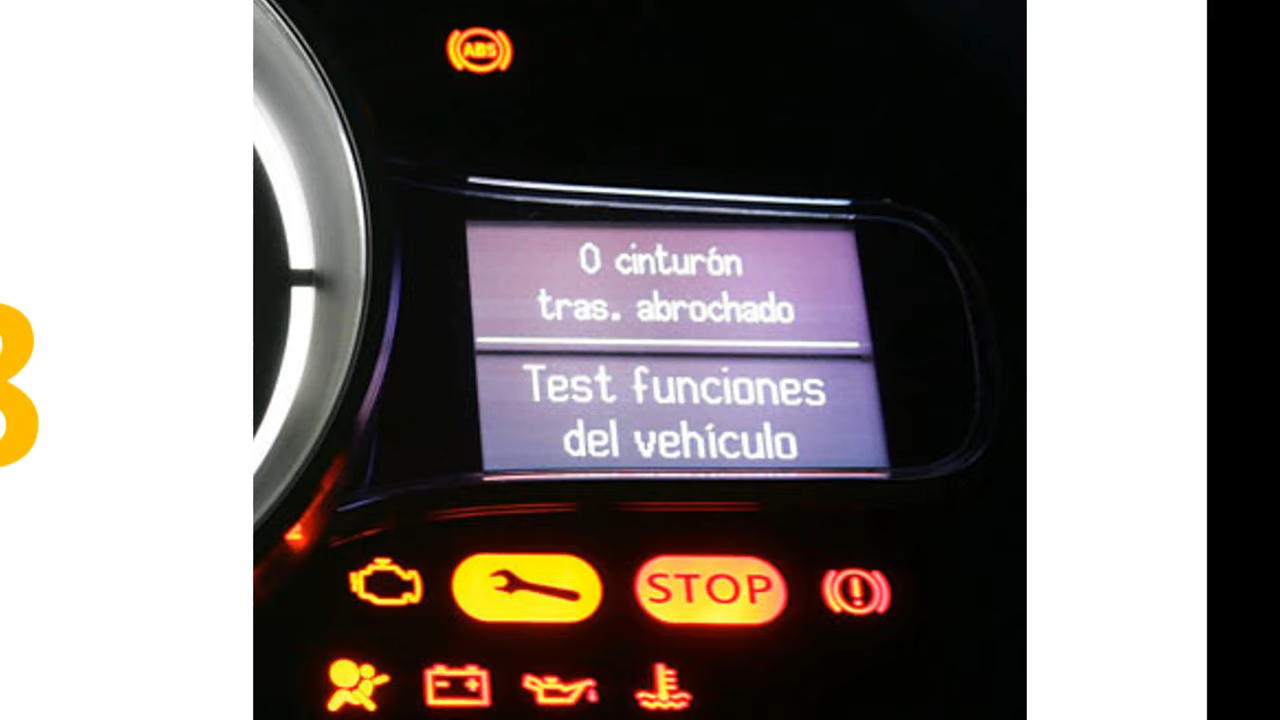 ABS
0 cinturón
tras. abrochado
Test funciones
del vehículo
STOP